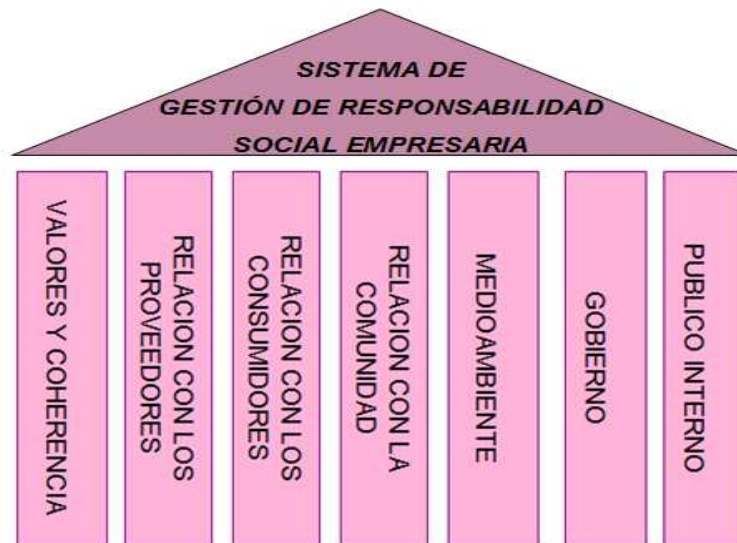 SISTEMA DE
GESTIÓN DE RESPONSABILIDAD
SOCIAL EMPRESARIA
VALORES Y COHERENCIA
RELACION CON LOS
PROVEEDORES
RELACION CON LOS
CONSUMIDORES
RELACION CON LA
COMUNIDAD
MEDIOAMBIENTE
GOBIERNO
PUBLICO INTERNO